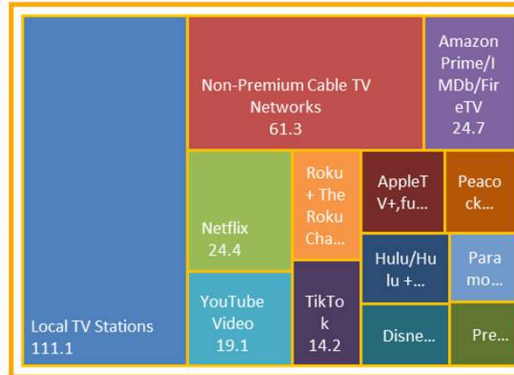 Local TV Stations
111.1
Non-Premium Cable TV
Networks
61.3
Amazon
Prime/I
MDb/Fir
eTV
24.7
Netflix
24.4
YouTube
Video
19.1
Roku
+ The
Roku
Cha...
TikTo
k
14.2
AppleT
V+,fu...
Peaco
ck...
Hulu/Hu
lu +...
Para
mo...
Disne...
Pre...